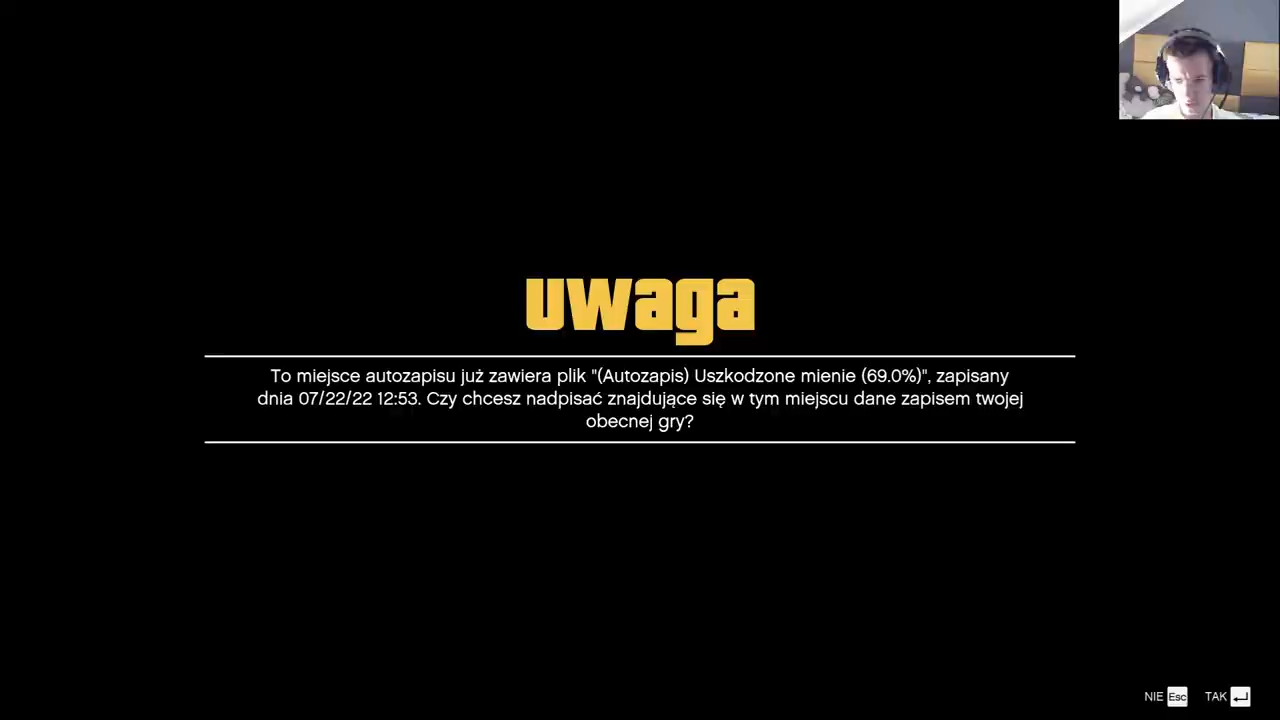 uwaga
To miejsce autozapisu już zawiera plik "(Autozapis) Uszkodzone mienie (69.0%)", zapisany
dnia 07/22/22 12:53. Czy chcesz nadpisać znajdujące się w tym miejscu dane zapisem twojej
obecnej gry?
NIE Esc TAK